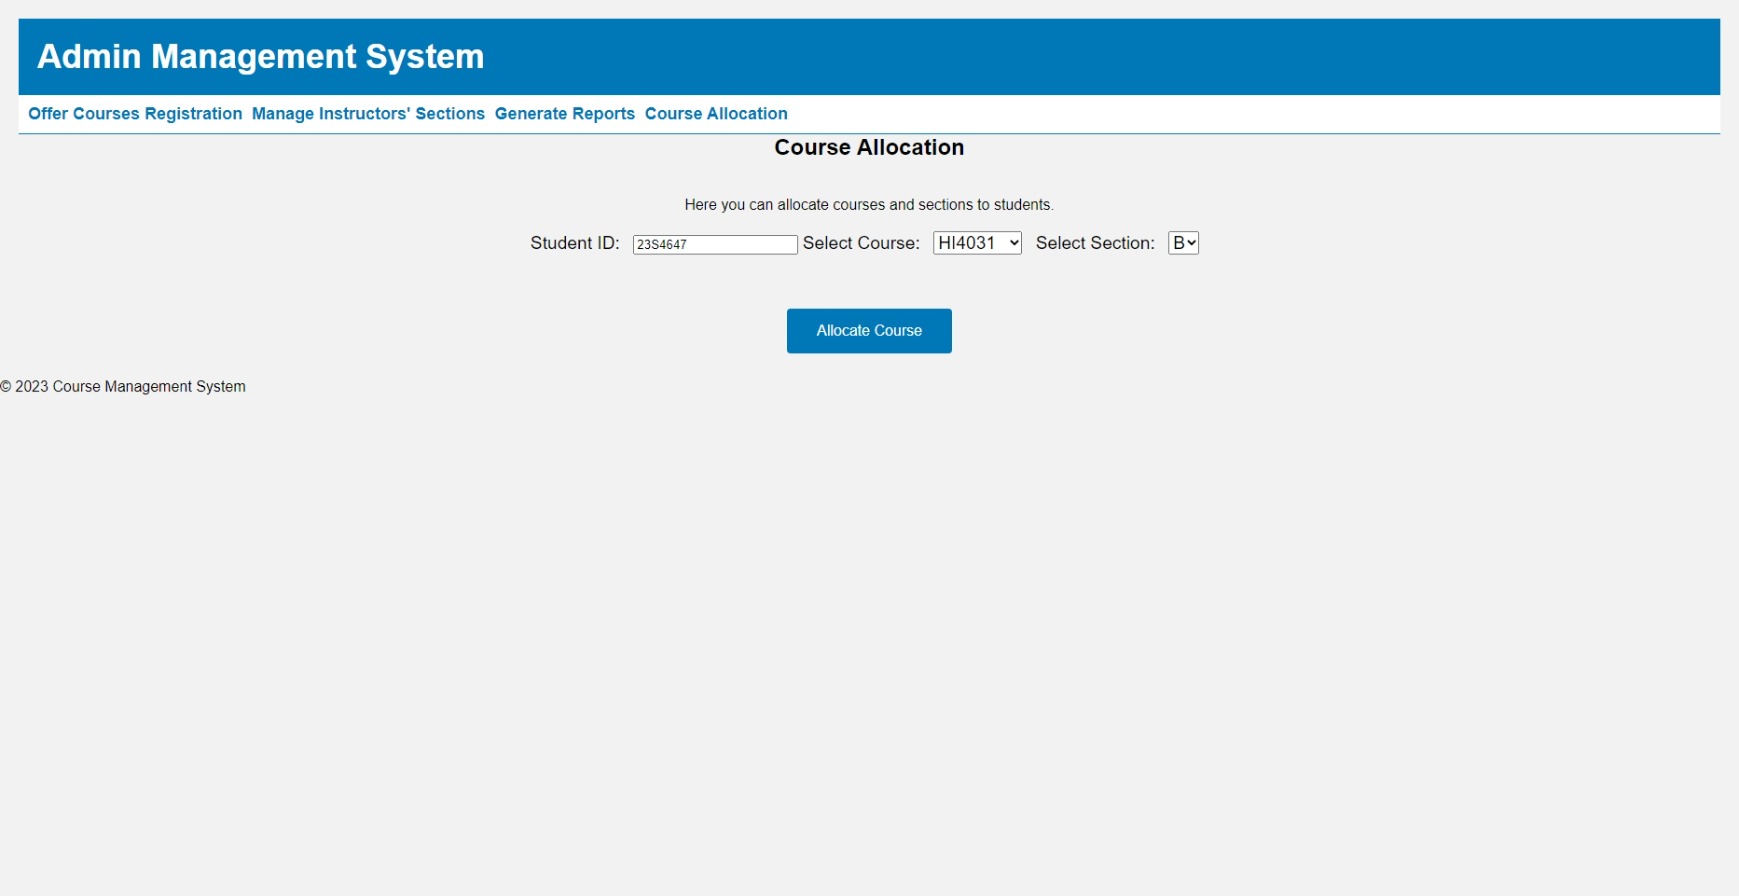 Admin Management System
Offer Courses Registration Manage Instructors' Sections Generate Reports Course Allocation
Course Allocation
Here you can allocate courses and sections to students.
Student ID: 23S4647 Select Course: HI4031 Select Section: B
Allocate Course
© 2023 Course Management System